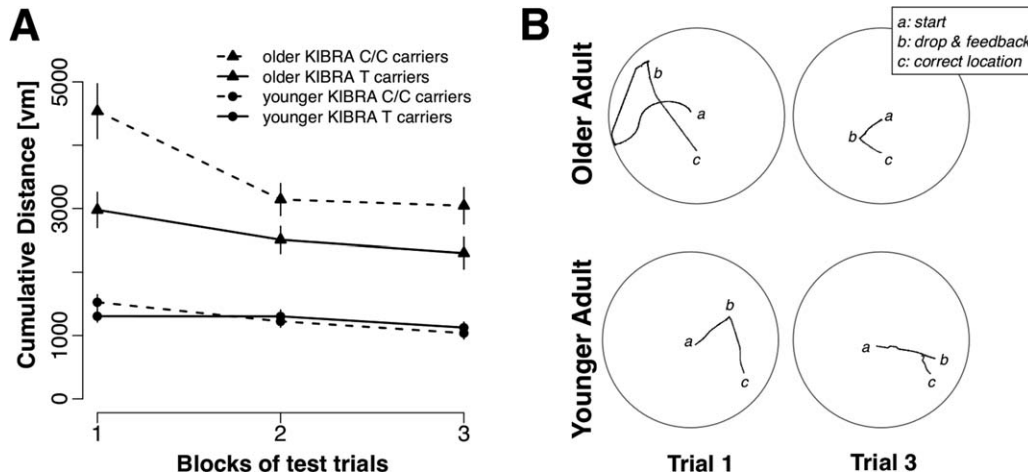 A
older KIBRA C/C carriers
older KIBRA T carriers
younger KIBRA C/C carriers
younger KIBRA T carriers
Cumulative Distance [vm]
5000
3000
1000
0
1
2
3
Blocks of test trials
B
a: start
b: drop & feedback
c: correct location
Older Adult
b
a
c
a
b
c
Younger Adult
b
a
c
a
b
c
Trial 1
Trial 3